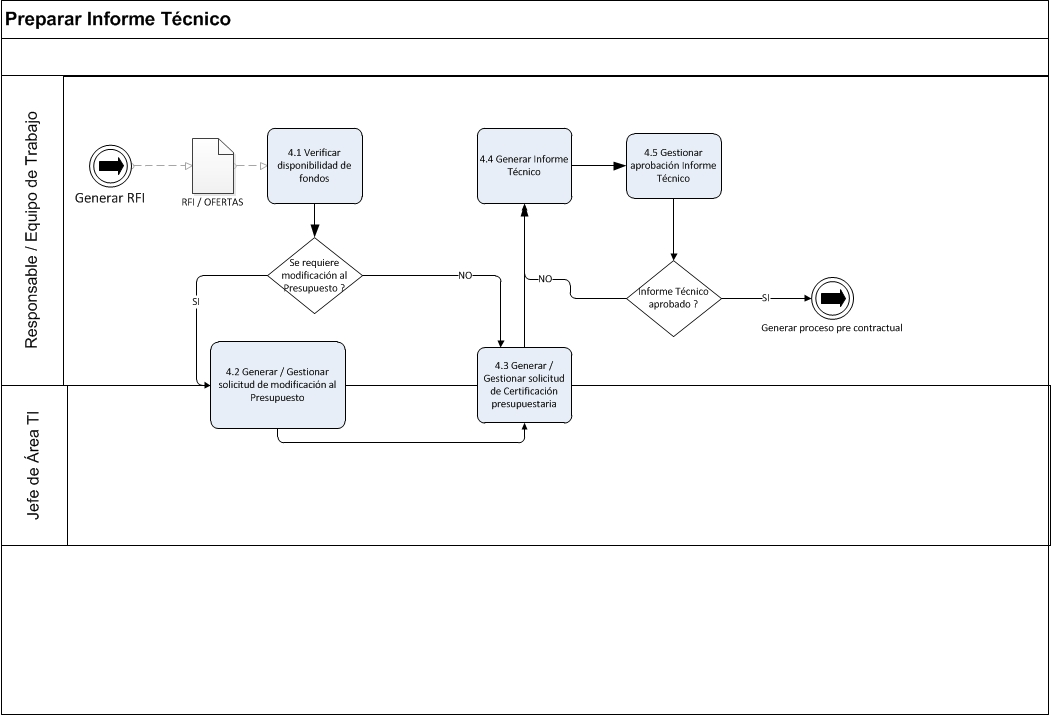 Preparar Informe Técnico
Responsable / Equipo de Trabajo
Generar RFI
RFI / OFERTAS
4.1 Verificar
disponibilidad de
fondos
Se requiere
modificación al
Presupuesto ?
SI
NO
4.2 Generar / Gestionar
solicitud de modificación al
Presupuesto
4.3 Generar /
Gestionar solicitud
de Certificación
presupuestaria
4.4 Generar Informe
Técnico
4.5 Gestionar
aprobación Informe
Técnico
Informe Técnico
aprobado ?
NO
SI
Generar proceso pre contractual
Jefe de Área TI